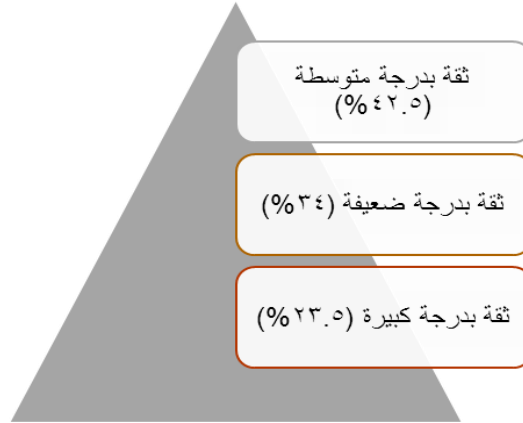 ثقة بدرجة متوسطة
(٤٢.٥%)
ثقة بدرجة ضعيفة (٣٤%)
ثقة بدرجة كبيرة (٢٣.٥%)